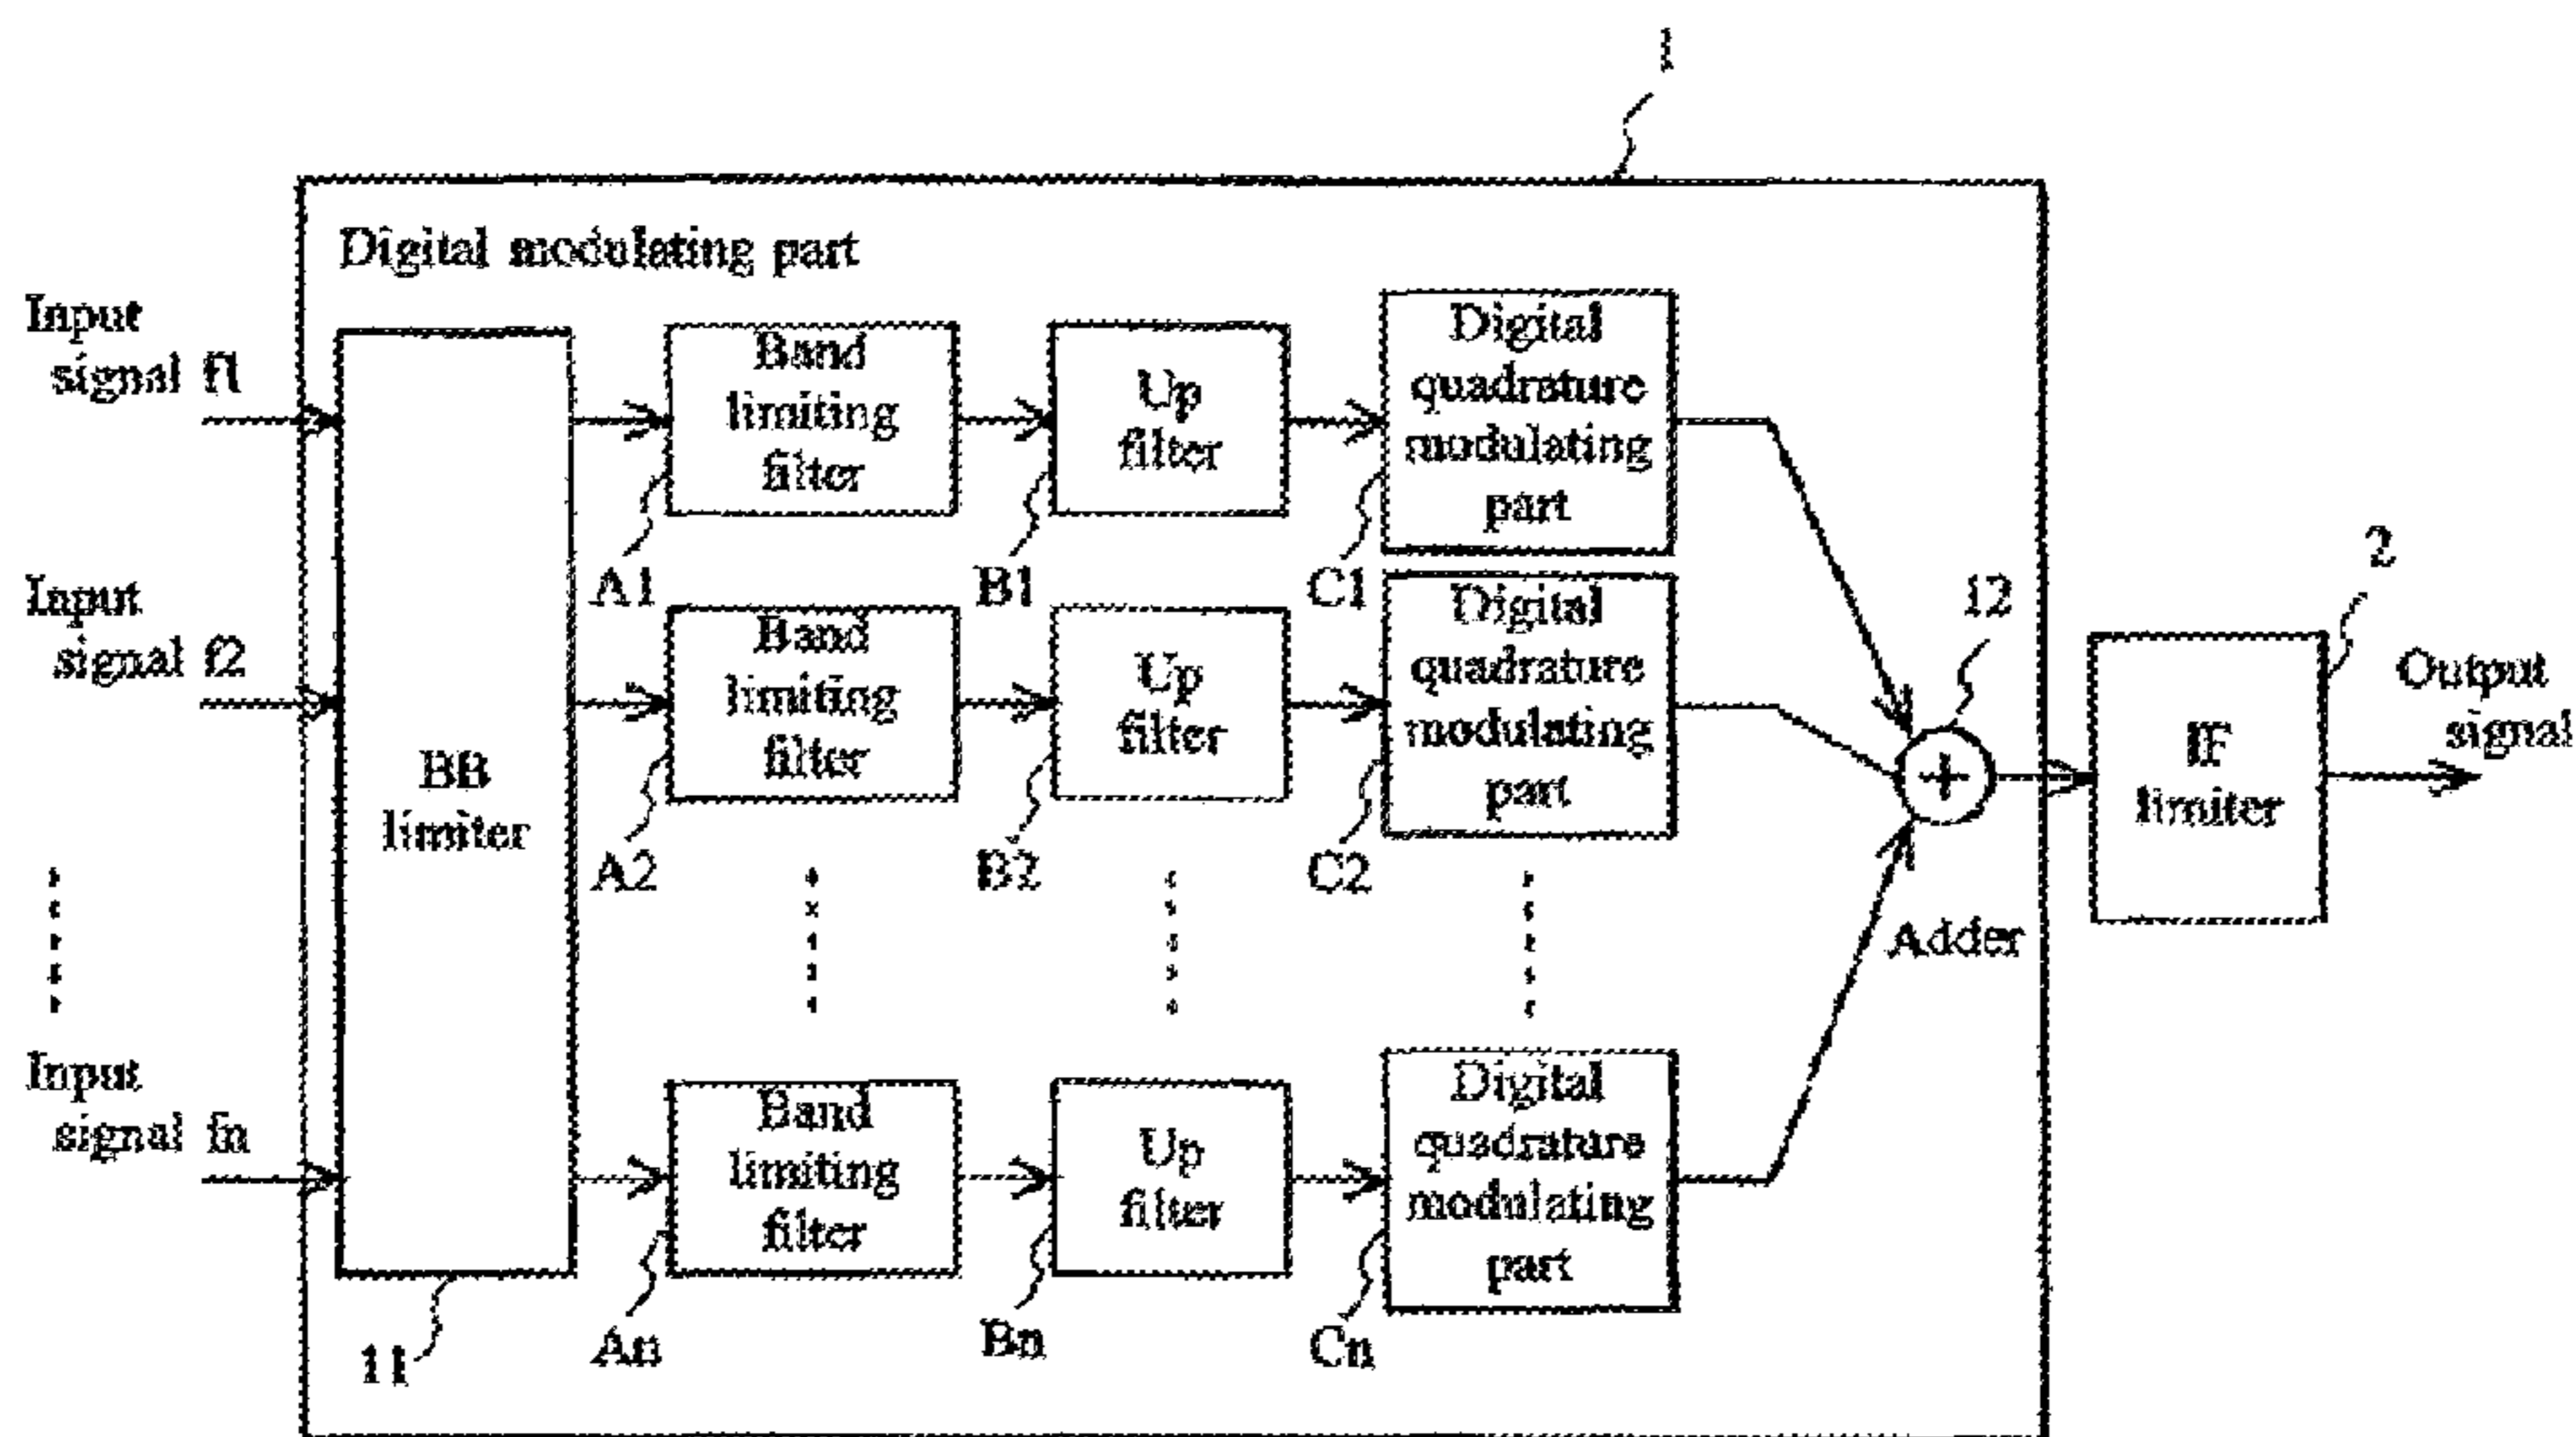 1
Digital modulating part
Input
signal f1
Band
limiting
filter
Up
filter
Digital
quadrature
modulating
part
A1
B1
C1
Input
signal f2
BB
limiter
Band
limiting
filter
Up
filter
Digital
quadrature
modulating
part
A2
B2
C2
12
+
Adder
2
IF
limiter
Output
signal
Input
signal fn
Band
limiting
filter
Up
filter
Digital
quadrature
modulating
part
11
An
Bn
Cn